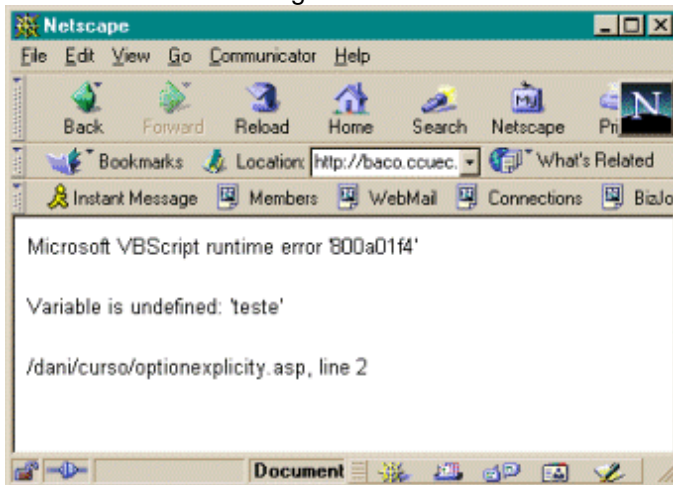 Netscape
File Edit View Go Communicator Help
Back Forward Reload Home Search Netscape
My
N
Bookmarks Location: http://baco.ccuec. What's Related
Instant Message Members WebMail Connections
Microsoft VBScript runtime error '800a01f4'
Variable is undefined: 'teste'
/dani/curso/optionexplicity.asp, line 2
Document